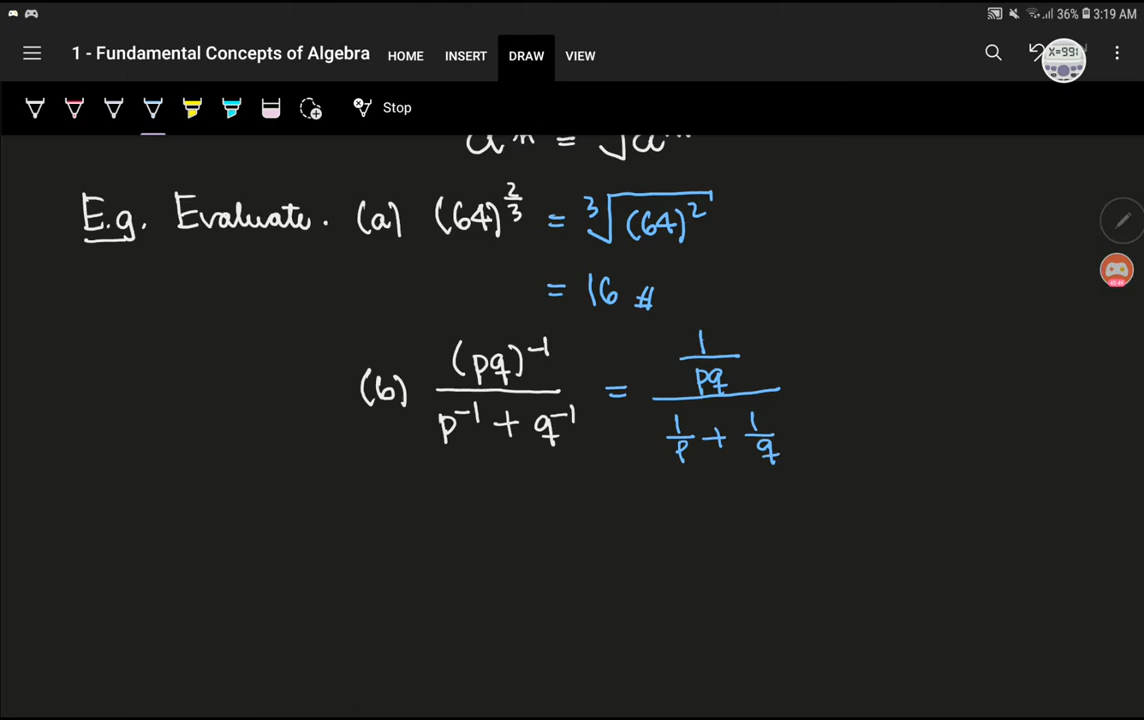 36% 3:19 AM
1 - Fundamental Concepts of Algebra HOME INSERT DRAW VIEW
X=991
Stop
E.g. Evaluate. (a) (64)^{2/3} = ∛(64)^2
= 16 #
(b) (pq)^{-1} / (p^{-1} + q^{-1}) = (1/pq) / (1/p + 1/q)